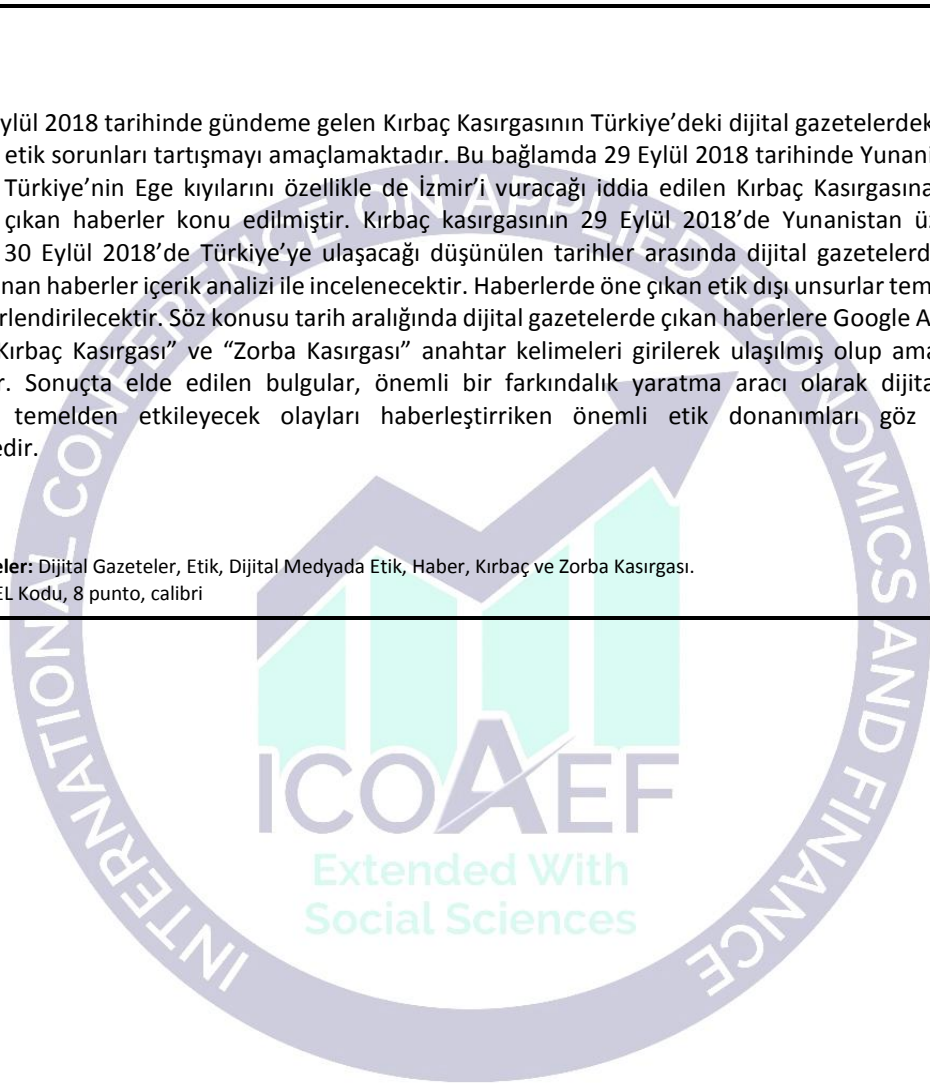 ylül 2018 tarihinde gündeme gelen Kırbaç Kasırgasının Türkiye’deki dijital gazetelerdek
etik sorunları tartışmayı amaçlamaktadır. Bu bağlamda 29 Eylül 2018 tarihinde Yunani
Türkiye’nin Ege kıyılarını özellikle de İzmir’i vuracağı iddia edilen Kırbaç Kasırgasına
çıkan haberler konu edilmiştir. Kırbaç kasırgasının 29 Eylül 2018’de Yunanistan üs
30 Eylül 2018’de Türkiye’ye ulaşacağı düşünülen tarihler arasında dijital gazetelerd
nan haberler içerik analizi ile incelenecektir. Haberlerde öne çıkan etik dışı unsurlar tem
rlendirilecektir. Söz konusu tarih aralığında dijital gazetelerde çıkan haberlere Google A
Kırbaç Kasırgası” ve “Zorba Kasırgası” anahtar kelimeleri girilerek ulaşılmış olup ama
r. Sonuçta elde edilen bulgular, önemli bir farkındalık yaratma aracı olarak dijita
temelden etkileyecek olayları haberleştirriken önemli etik donanımları göz
edir.
eler: Dijital Gazeteler, Etik, Dijital Medyada Etik, Haber, Kırbaç ve Zorba Kasırgası.
EL Kodu, 8 punto, calibri
INTERNATIONAL CONFERENCE ON APPLIED ECONOMICS AND FINANCE
ICOAEF
Extended With
Social Sciences